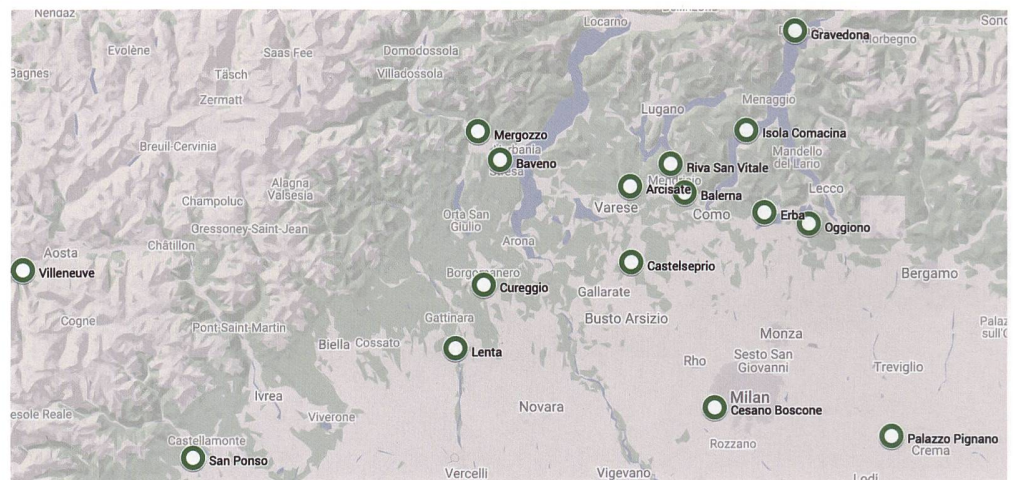 Nendaz
Locarno
Sond
Gravedona
Morbegno
Evolène
Saas Fee
Domodossola
Bagnes
Täsch
Villadossola
Zermatt
Lugano
Menaggio
Mergozzo
Isola Comacina
Breuil-Cervinia
Verbania
Baveno
Stresa
Mandello
del Lario
Riva San Vitale
Mendrisio
Alagna
Valsesia
Arcisate
Balerna
Lecco
Champoluc
Varese
Como
Erba
Oggiono
Orta San
Giulio
Gressoney-Saint-Jean
Arona
Châtillon
Aosta
Villeneuve
Castelseprio
Borgomanero
Bergamo
Cureggio
Gallarate
Cogne
Pont-Saint-Martin
Gattinara
Busto Arsizio
Palaz
sull'O
Monza
Biella
Cossato
Lenta
Rho
Sesto San
Giovanni
Treviglio
Ivrea
Milan
Cesano Boscone
Novara
esole Reale
Viverone
Castellamonte
San Ponso
Rozzano
Palazzo Pignano
Crema
Vercelli
Vigevano
Lodi